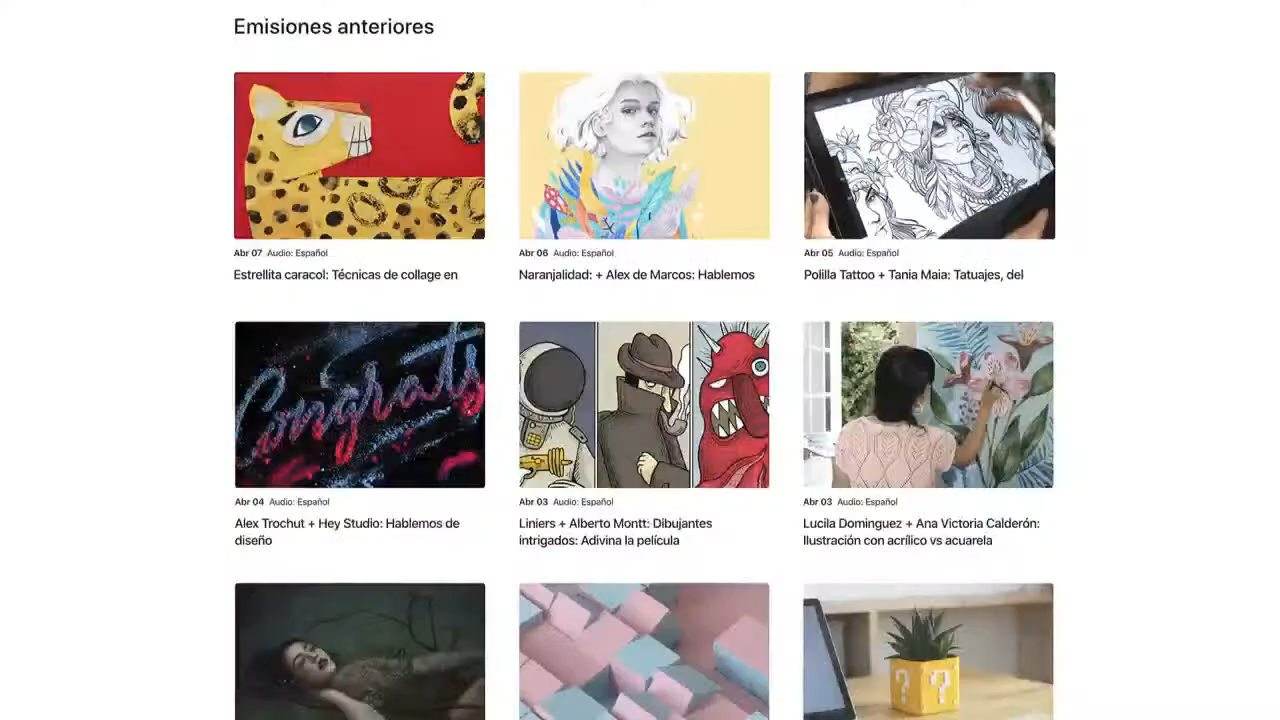 Emisiones anteriores
Abr 07 Audio: Español
Estrellita caracol: Técnicas de collage en
Abr 06 Audio: Español
Naranjalidad: + Alex de Marcos: Hablemos
Abr 05 Audio: Español
Polilla Tattoo + Tania Maia: Tatuajes, del
Congrats
Abr 04 Audio: Español
Alex Trochut + Hey Studio: Hablemos de
diseño
Abr 03 Audio: Español
Liniers + Alberto Montt: Dibujantes
intrigados: Adivina la película
Abr 03 Audio: Español
Lucila Dominguez + Ana Victoria Calderón:
Ilustración con acrílico vs acuarela
? ?